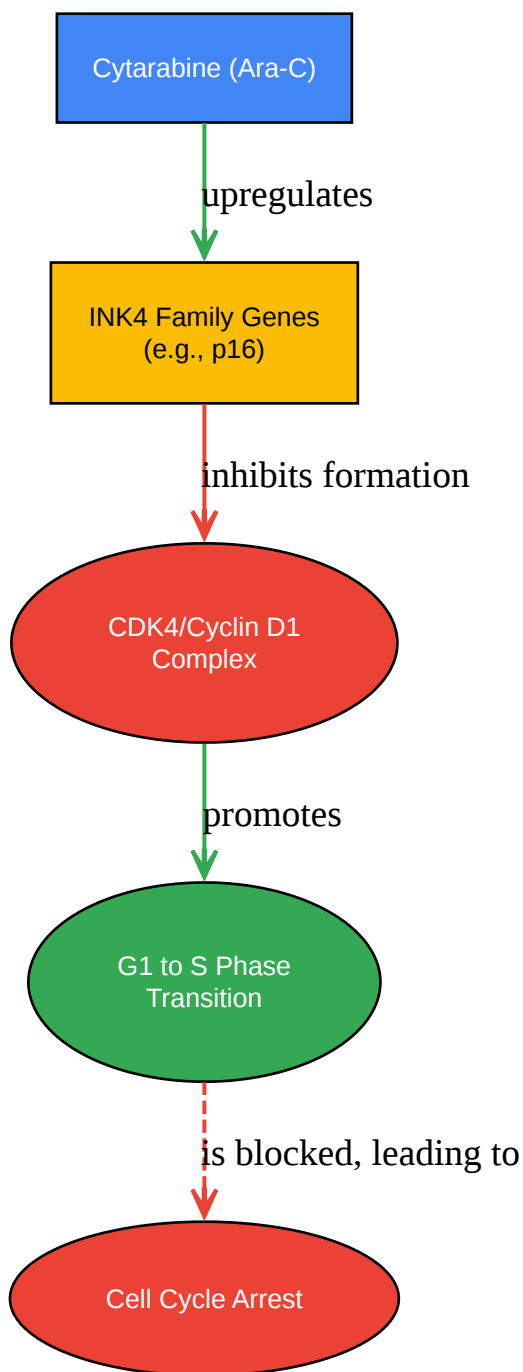 Cytarabine (Ara-C)
upregulates
INK4 Family Genes
(e.g., p16)
inhibits formation
CDK4/Cyclin D1
Complex
promotes
G1 to S Phase
Transition
is blocked, leading to
Cell Cycle Arrest